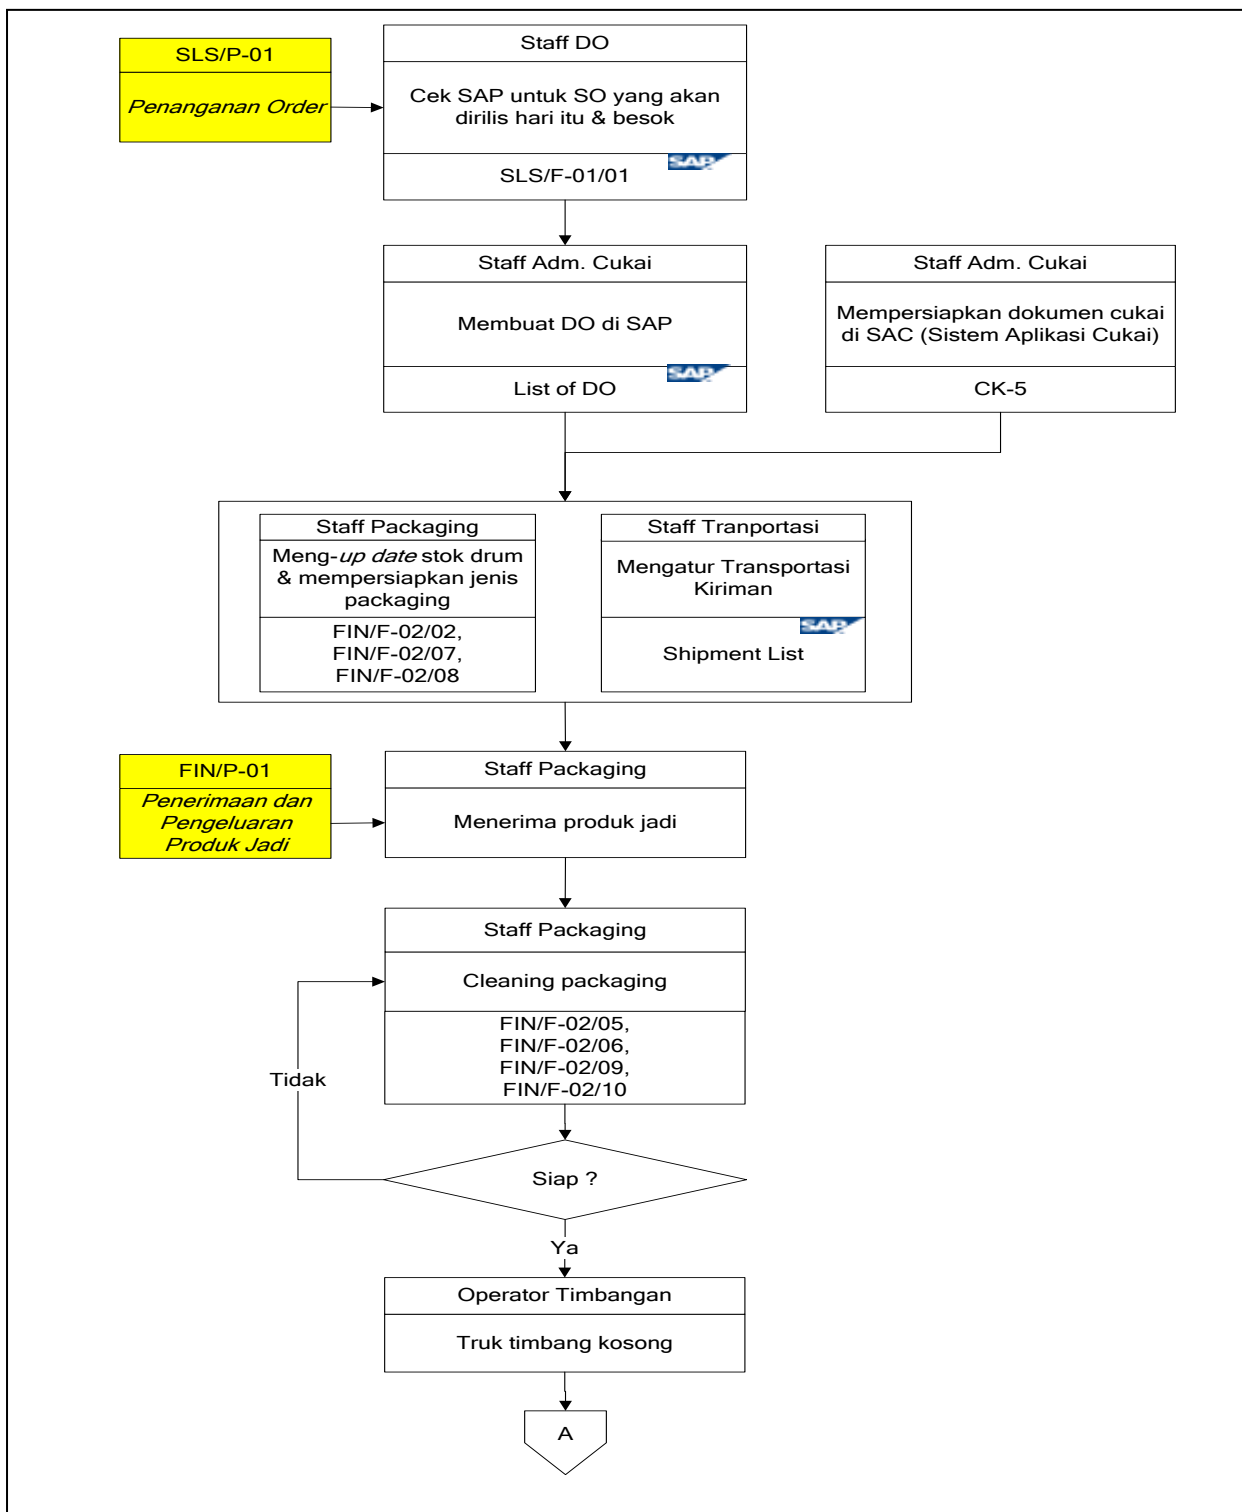 SLS/P-01
Penanganan Order
Staff DO
Cek SAP untuk SO yang akan
dirilis hari itu & besok
SAP
SLS/F-01/01
Staff Adm. Cukai
Membuat DO di SAP
SAP
List of DO
Staff Adm. Cukai
Mempersiapkan dokumen cukai
di SAC (Sistem Aplikasi Cukai)
CK-5
Staff Packaging
Meng-up date stok drum
& mempersiapkan jenis
packaging
FIN/F-02/02,
FIN/F-02/07,
FIN/F-02/08
Staff Tranportasi
Mengatur Transportasi
Kiriman
SAP
Shipment List
FIN/P-01
Penerimaan dan
Pengeluaran
Produk Jadi
Staff Packaging
Menerima produk jadi
Staff Packaging
Cleaning packaging
FIN/F-02/05,
FIN/F-02/06,
FIN/F-02/09,
FIN/F-02/10
Tidak
Siap ?
Ya
Operator Timbangan
Truk timbang kosong
A